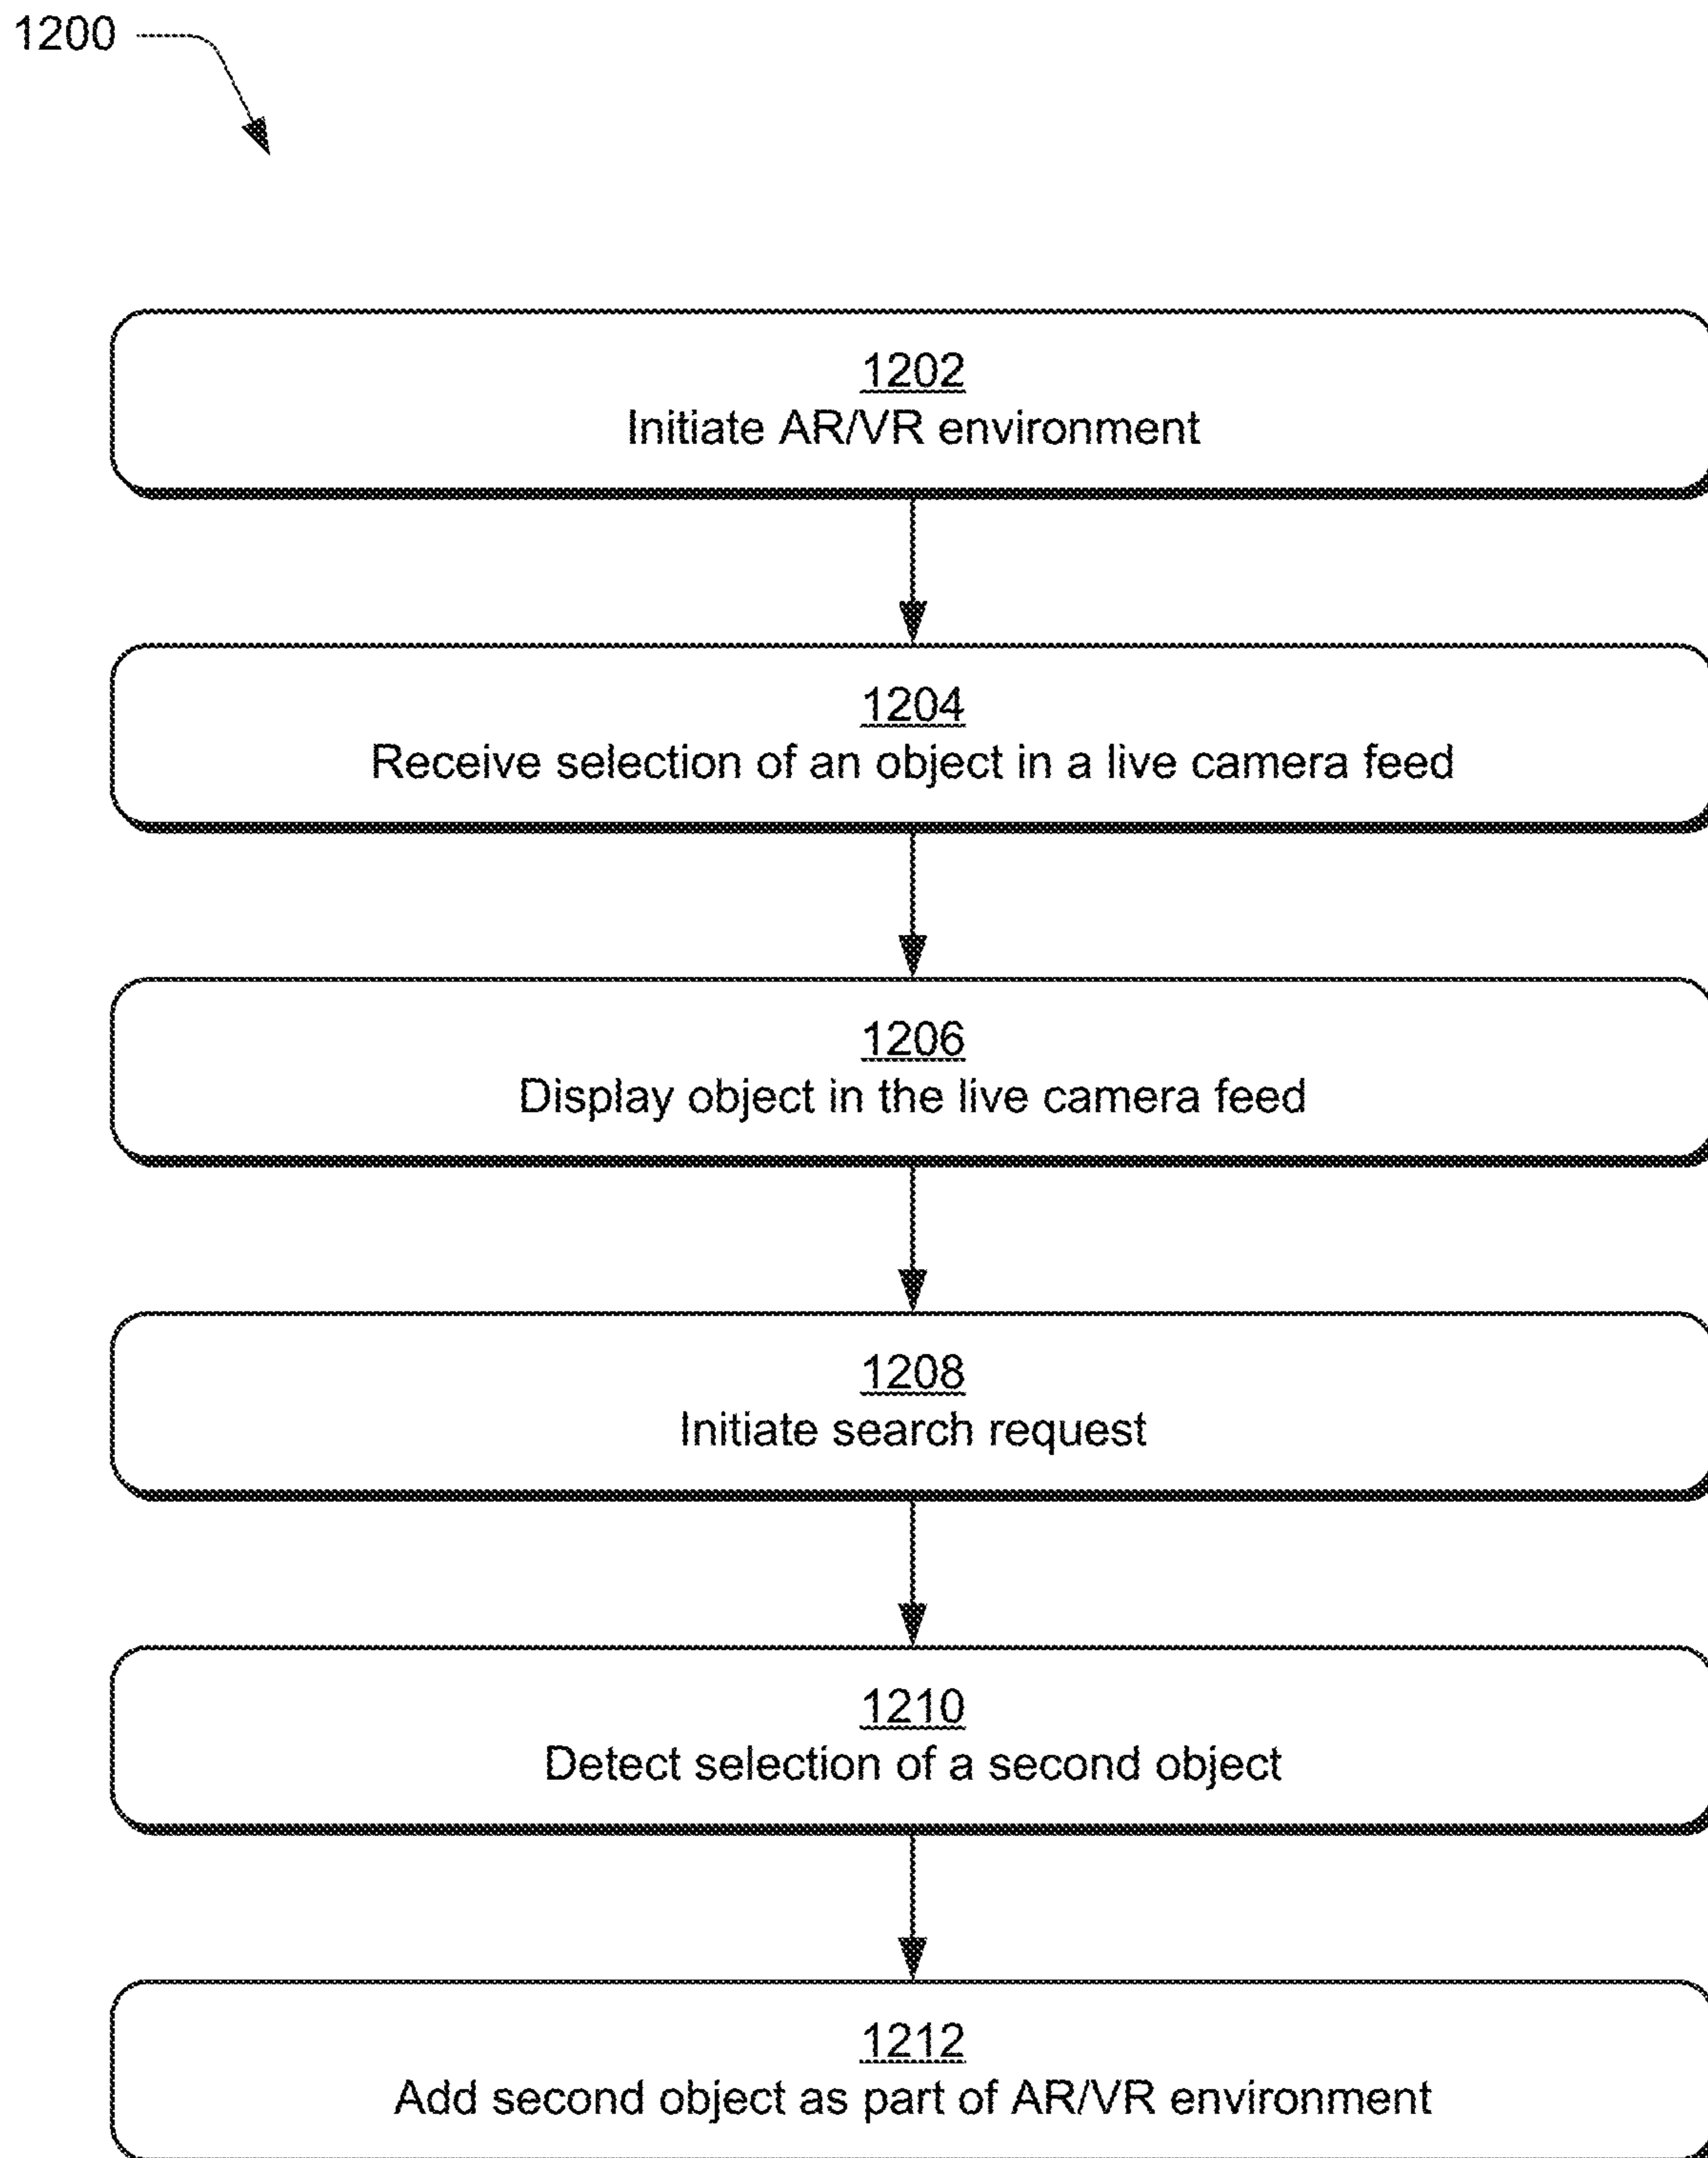 1200
1202
Initiate AR/VR environment
1204
Receive selection of an object in a live camera feed
1206
Display object in the live camera feed
1208
Initiate search request
1210
Detect selection of a second object
1212
Add second object as part of AR/VR environment